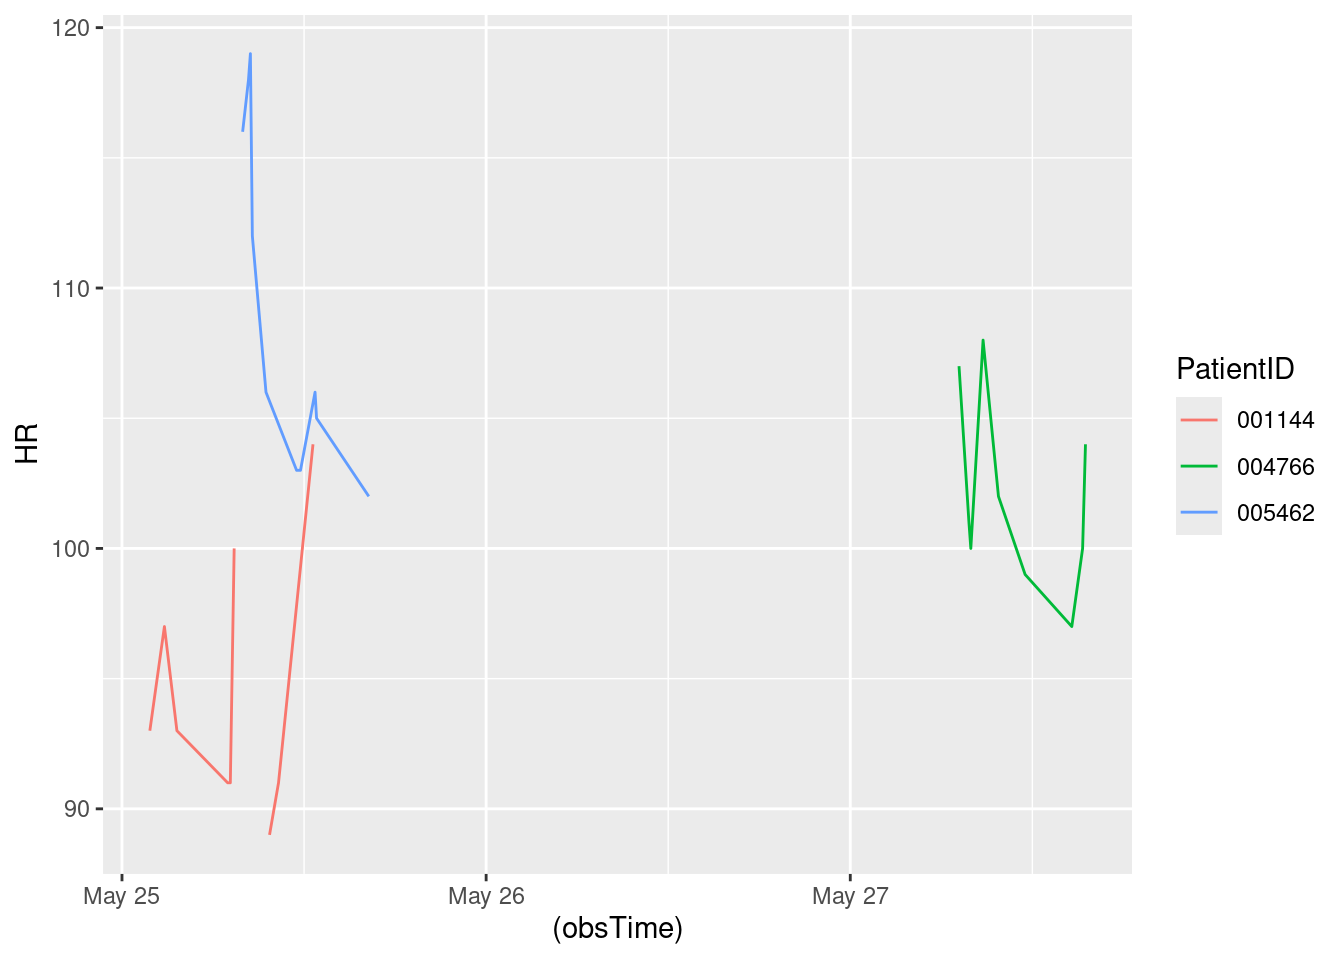 120
110
100
90
HR
May 25
May 26
May 27
(obsTime)
PatientID
001144
004766
005462